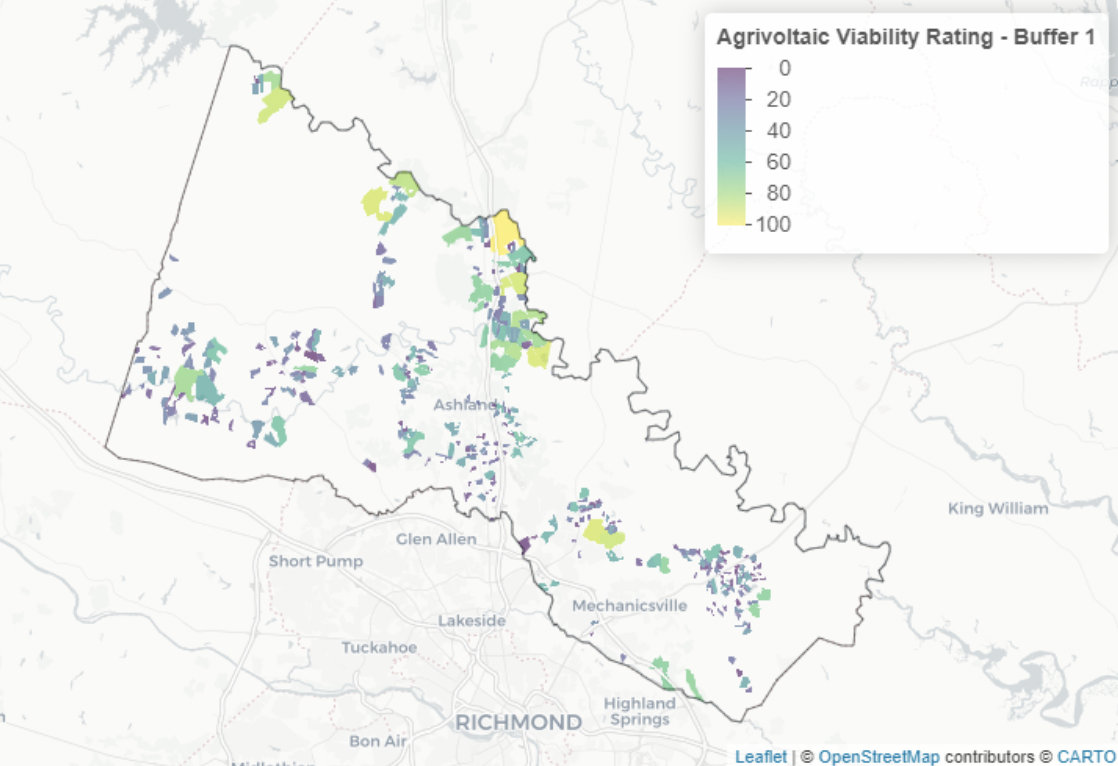 Agrivoltaic Viability Rating - Buffer 1
0
20
40
60
80
100
Rapp
Ashland
King William
Glen Allen
Short Pump
Mechanicsville
Lakeside
Tuckahoe
Highland
Springs
RICHMOND
Bon Air
Leaflet | © OpenStreetMap contributors © CARTO